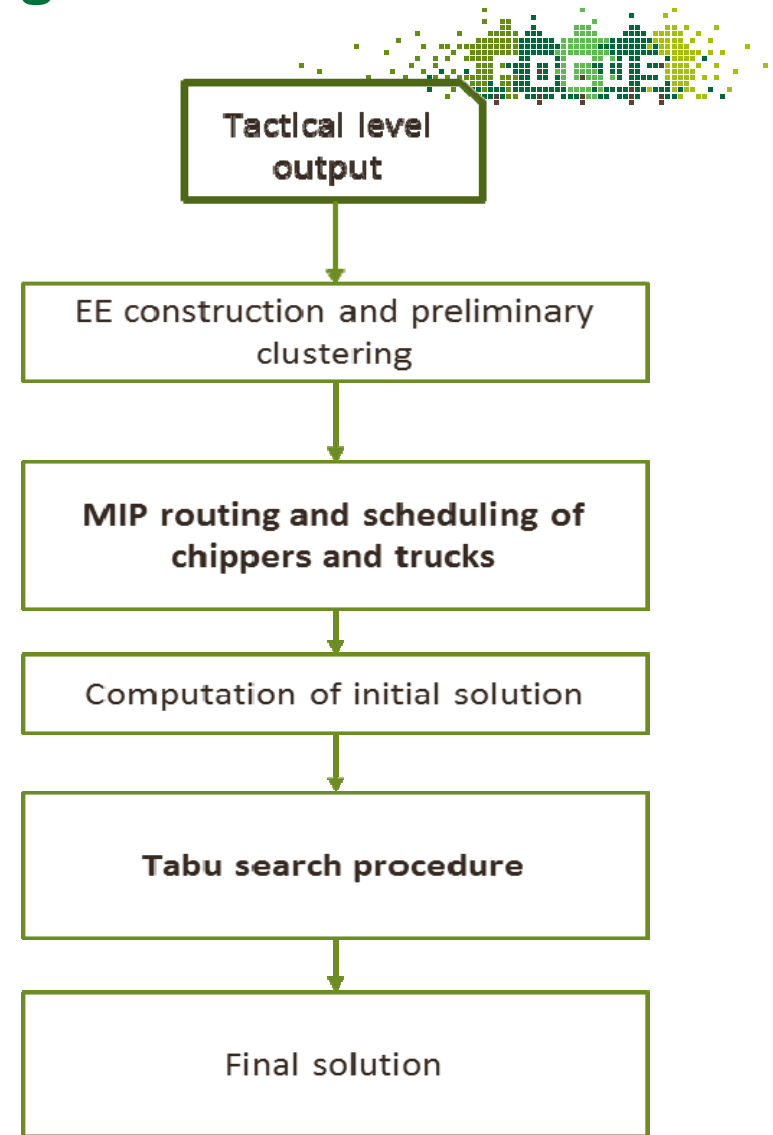 g
FOCUS
Tactical level
output
EE construction and preliminary
clustering
MIP routing and scheduling of
chippers and trucks
Computation of initial solution
Tabu search procedure
Final solution